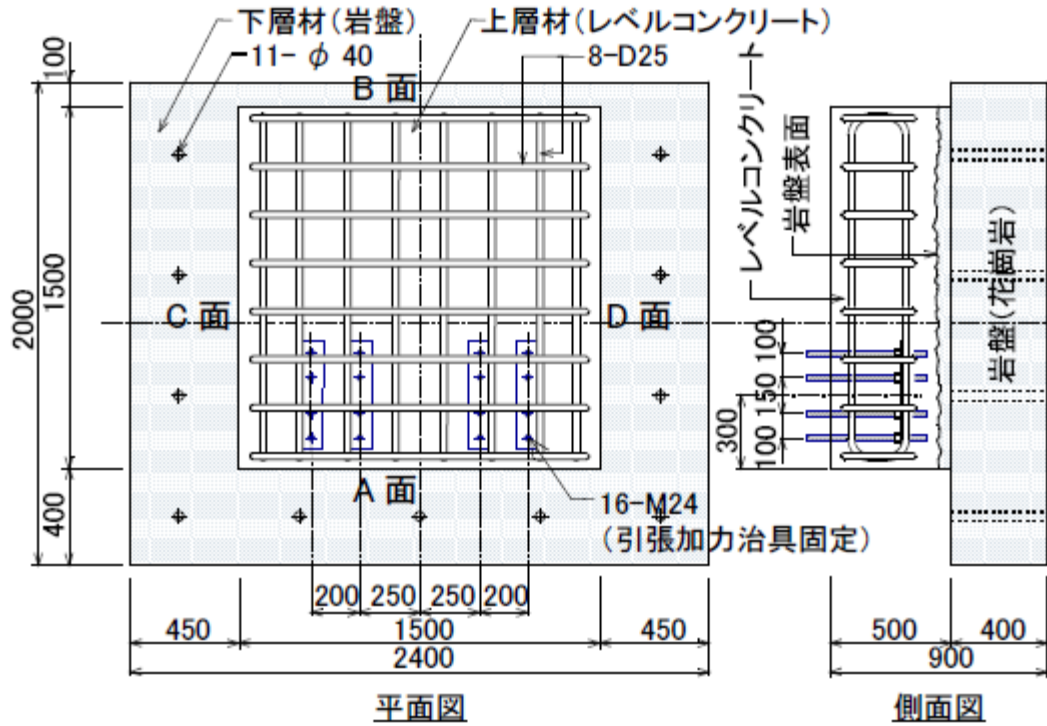 下層材(岩盤)
上層材(レベルコンクリート)
11-φ 40
8-D25
B 面
C 面
D 面
A 面
100
1500
2000
400
16-M24
(引張加力治具固定)
200
250
250
200
450
1500
450
2400
平面図
レベルコンクリート
岩盤表面
岩盤(花崗岩)
100
150
100
300
500
400
900
側面図